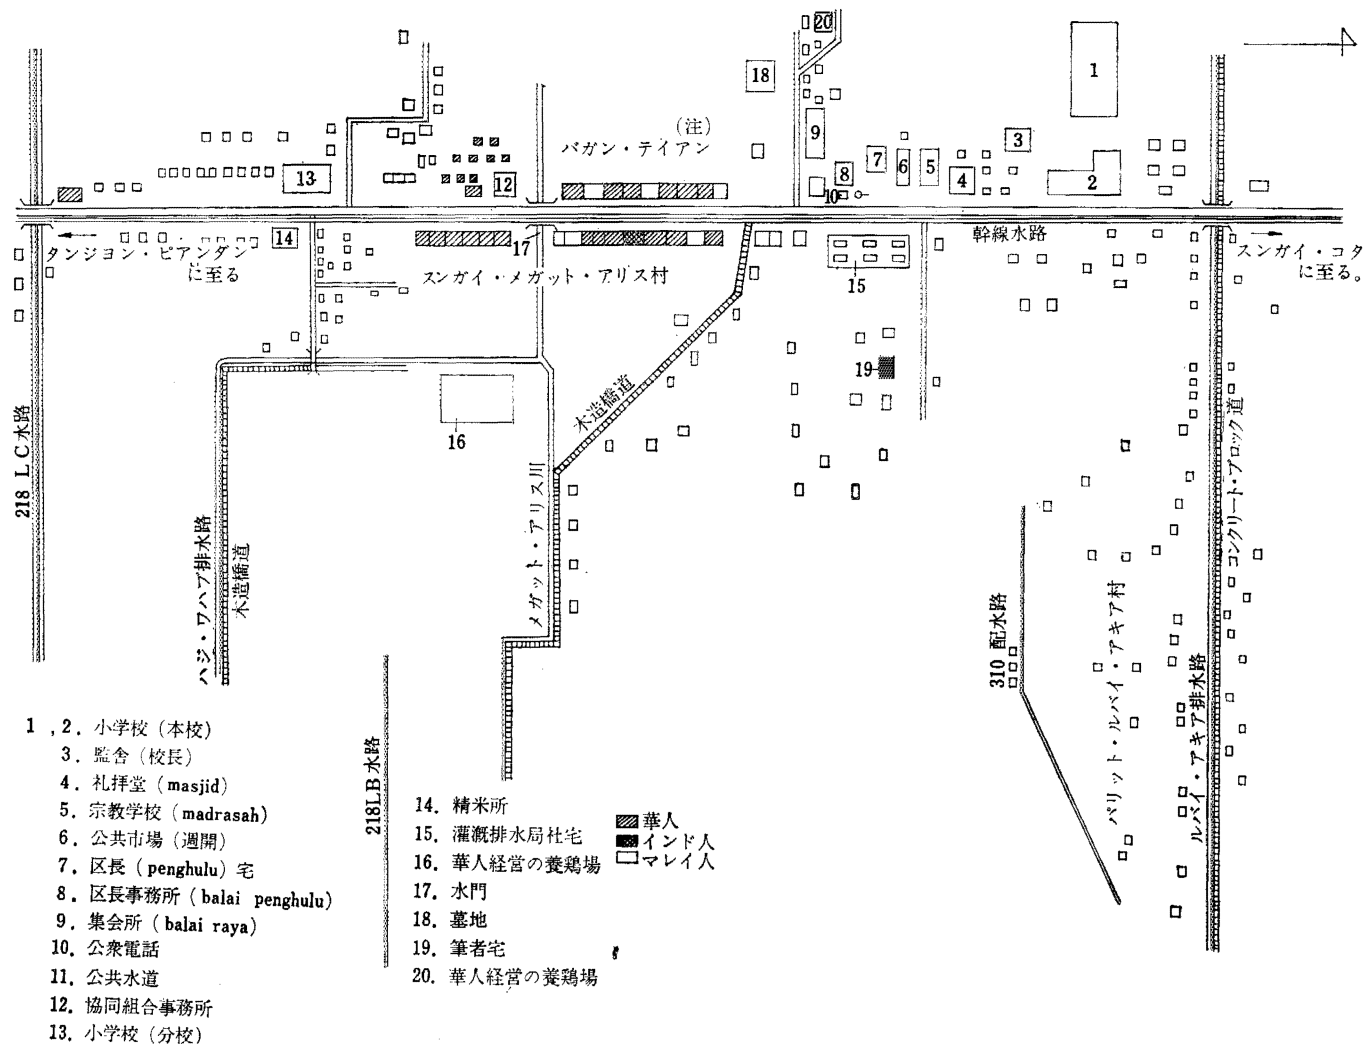 20
18
1
(注)
バガン・テイアン
9
3
7
6
5
8
4
2
13
12
10
14
17
幹線水路
タンジョン・ピアンダン
に至る
スンガイ・メガット・アリス村
15
スンガイ・コタ
に至る。
19
木造橋道
16
218 LC水路
ハジ・ワハブ排水路
木造橋道
メガット・アリス川
218LB水路
310 配水路
パリット・ルバイ・アキア村
ルバイ・アキア排水路
コンクリート・ブロック道
1,2. 小学校(本校)
3. 監舎(校長)
4. 礼拝堂(masjid)
5. 宗教学校(madrasah)
6. 公共市場(週開)
7. 区長(penghulu)宅
8. 区長事務所(balai penghulu)
9. 集会所(balai raya)
10. 公衆電話
11. 公共水道
12. 協同組合事務所
13. 小学校(分校)
14. 精米所
15. 灌漑排水局社宅
16. 華人経営の養鶏場
17. 水門
18. 墓地
19. 筆者宅
20. 華人経営の養鶏場
華人
インド人
マレイ人